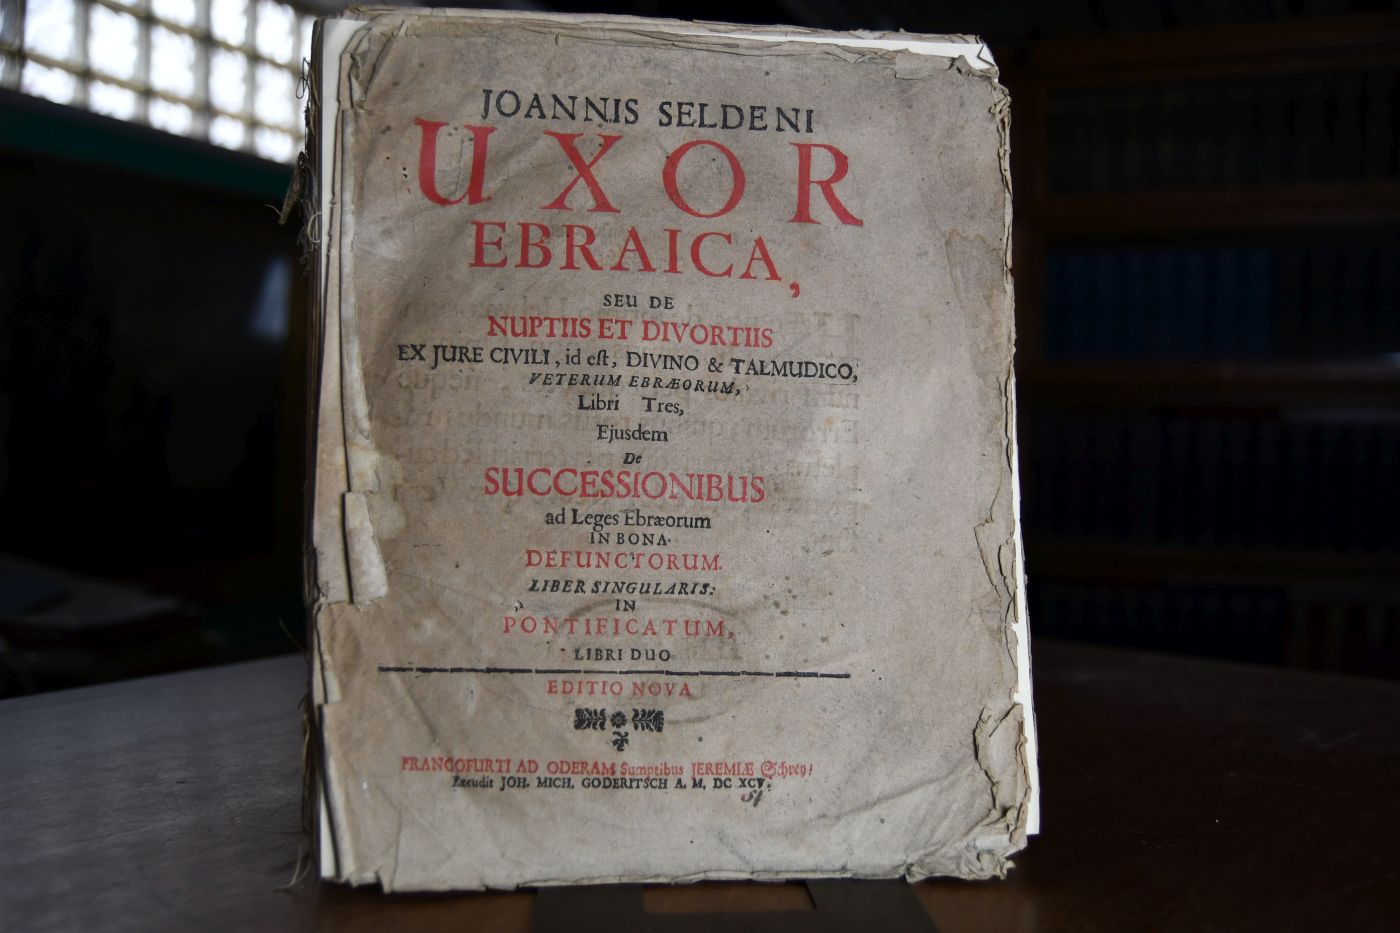 JOANNIS SELDENI
UXOR
EBRAICA,
SEU DE
NUPTIIS ET DIVORTIIS
EX JURE CIVILI, id est, DIVINO & TALMUDICO,
VETERUM EBRÆORUM,
Libri Tres,
Ejusdem
De
SUCCESSIONIBUS
ad Leges Ebræorum
IN BONA
DEFUNCTORUM.
LIBER SINGULARIS:
IN
PONTIFICATUM,
LIBRI DUO
EDITIO NOVA
FRANCOFURTI AD ODERAM Sumptibus JEREMIÆ Schrey;
Excudit JOH. MICH. GODERITSCH A. M. DC XCV.